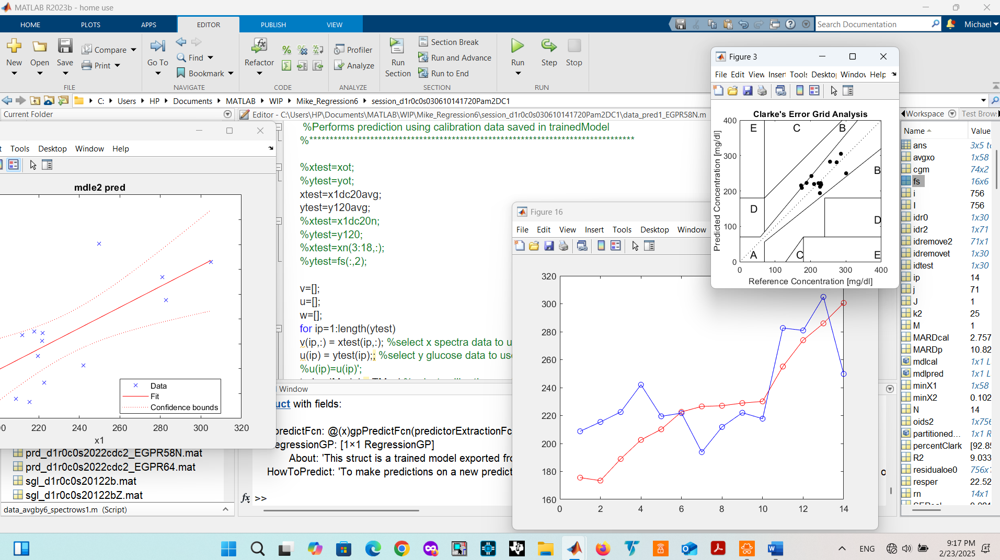 MATLAB R2023b - home use
HOME PLOTS APPS EDITOR PUBLISH VIEW
Search Documentation
Michael
New Open Save Compare Print
FILE
Go To Find Bookmark
NAVIGATE
Refactor
CODE
Profiler
Analyze
ANALYZE
Run Section
Section Break
Run and Advance
Run to End
SECTION
Run Step Stop
RUN
C: Users HP Documents MATLAB WIP Mike_Regression6 session_d1r0c0s030610141720Pam2DC1
Current Folder
Editor - C:\Users\HP\Documents\MATLAB\WIP\Mike_Regression6\session_d1r0c0s030610141720Pam2DC1\data_pred1_EGPR58N.m
Tools Desktop Window Help
mdle2 pred
Data
Fit
Confidence bounds
220 240 260 280 300 320
x1
prd_d1r0c0s2022cdc2_EGPR58N.mat
prd_d1r0c0s2022cdc2_EGPR64.mat
sgl_d1r0c0s20122b.mat
sgl_d1r0c0s20122bZ.mat
data_avgby6_spectrows1.m (Script)
%Performs prediction using calibration data saved in trainedModel
%********************************************************************************
%xtest=xot;
%ytest=yot;
xtest=x1dc20avg;
ytest=y120avg;
%xtest=x1dc20n;
%ytest=y120;
%xtest=xn(3:18,:);
%ytest=fs(:,2);
v=[];
u=[];
w=[];
for ip=1:length(ytest)
v(ip,:) = xtest(ip,:); %select x spectra data to u
u(ip) = ytest(ip);; %select y glucose data to use
%u(ip)=u(ip)';
Window
uct with fields:
predictFcn: @(x)gpPredictFcn(predictorExtractionFc
egressionGP: [1×1 RegressionGP]
About: 'This struct is a trained model exported fro
HowToPredict: 'To make predictions on a new predict
fx >>
Figure 16
File Edit View Insert Tools Desktop Window
320
300
280
260
240
220
200
180
160
0 2 4 6 8 10 12 14
Figure 3
File Edit View Insert Tools Desktop Window Help
Clarke's Error Grid Analysis
Predicted Concentration [mg/dl]
400
300
200
100
0
E C B
B
D
D
A C E
0 100 200 300 400
Reference Concentration [mg/dl]
Workspace Test Brows
Name Value
ans 3x5 t
avgxo 1x58
cgm 74x2
fs 16x6
i 756
I 756
idr0 1x30
idr2 1x71
idremove2 71x1
idremovet 1x30
idtest 1x30
ip 14
j 71
J 1
k2 25
M 1
MARDcal 2.757
MARDp 10.82
mdlcal 1x1 L
mdlpred 1x1 L
minX1 1x58
minX2 0.102
N 14
oids2 1x756
partitioned... 1x1 R
percentClark [92.85
R2 9.033
residualoe0 756x1
resper 22.52
rn 14x1
ENG
9:17 PM
2/23/2025